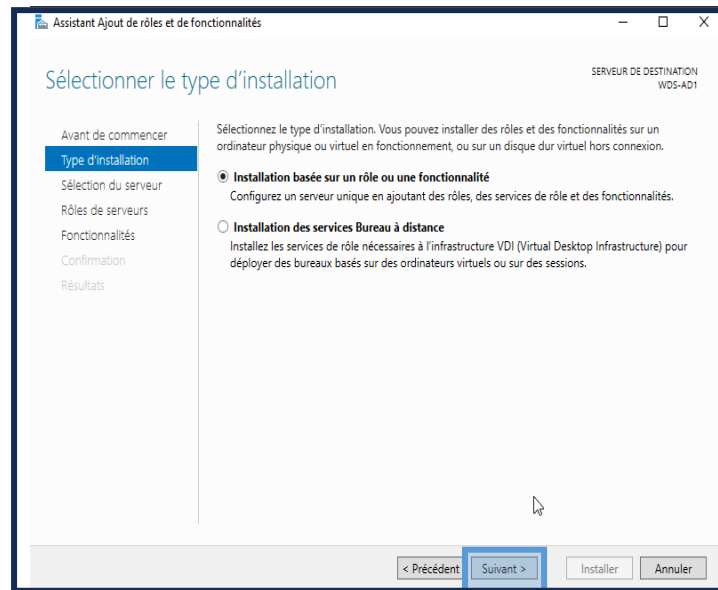 Assistant Ajout de rôles et de fonctionnalités
Sélectionner le type d'installation
SERVEUR DE DESTINATION
WDS-AD1
Avant de commencer
Type d'installation
Sélection du serveur
Rôles de serveurs
Fonctionnalités
Confirmation
Résultats
Sélectionnez le type d'installation. Vous pouvez installer des rôles et des fonctionnalités sur un
ordinateur physique ou virtuel en fonctionnement, ou sur un disque dur virtuel hors connexion.
Installation basée sur un rôle ou une fonctionnalité
Configurez un serveur unique en ajoutant des rôles, des services de rôle et des fonctionnalités.
Installation des services Bureau à distance
Installez les services de rôle nécessaires à l'infrastructure VDI (Virtual Desktop Infrastructure) pour
déployer des bureaux basés sur des ordinateurs virtuels ou sur des sessions.
< Précédent
Suivant >
Installer
Annuler